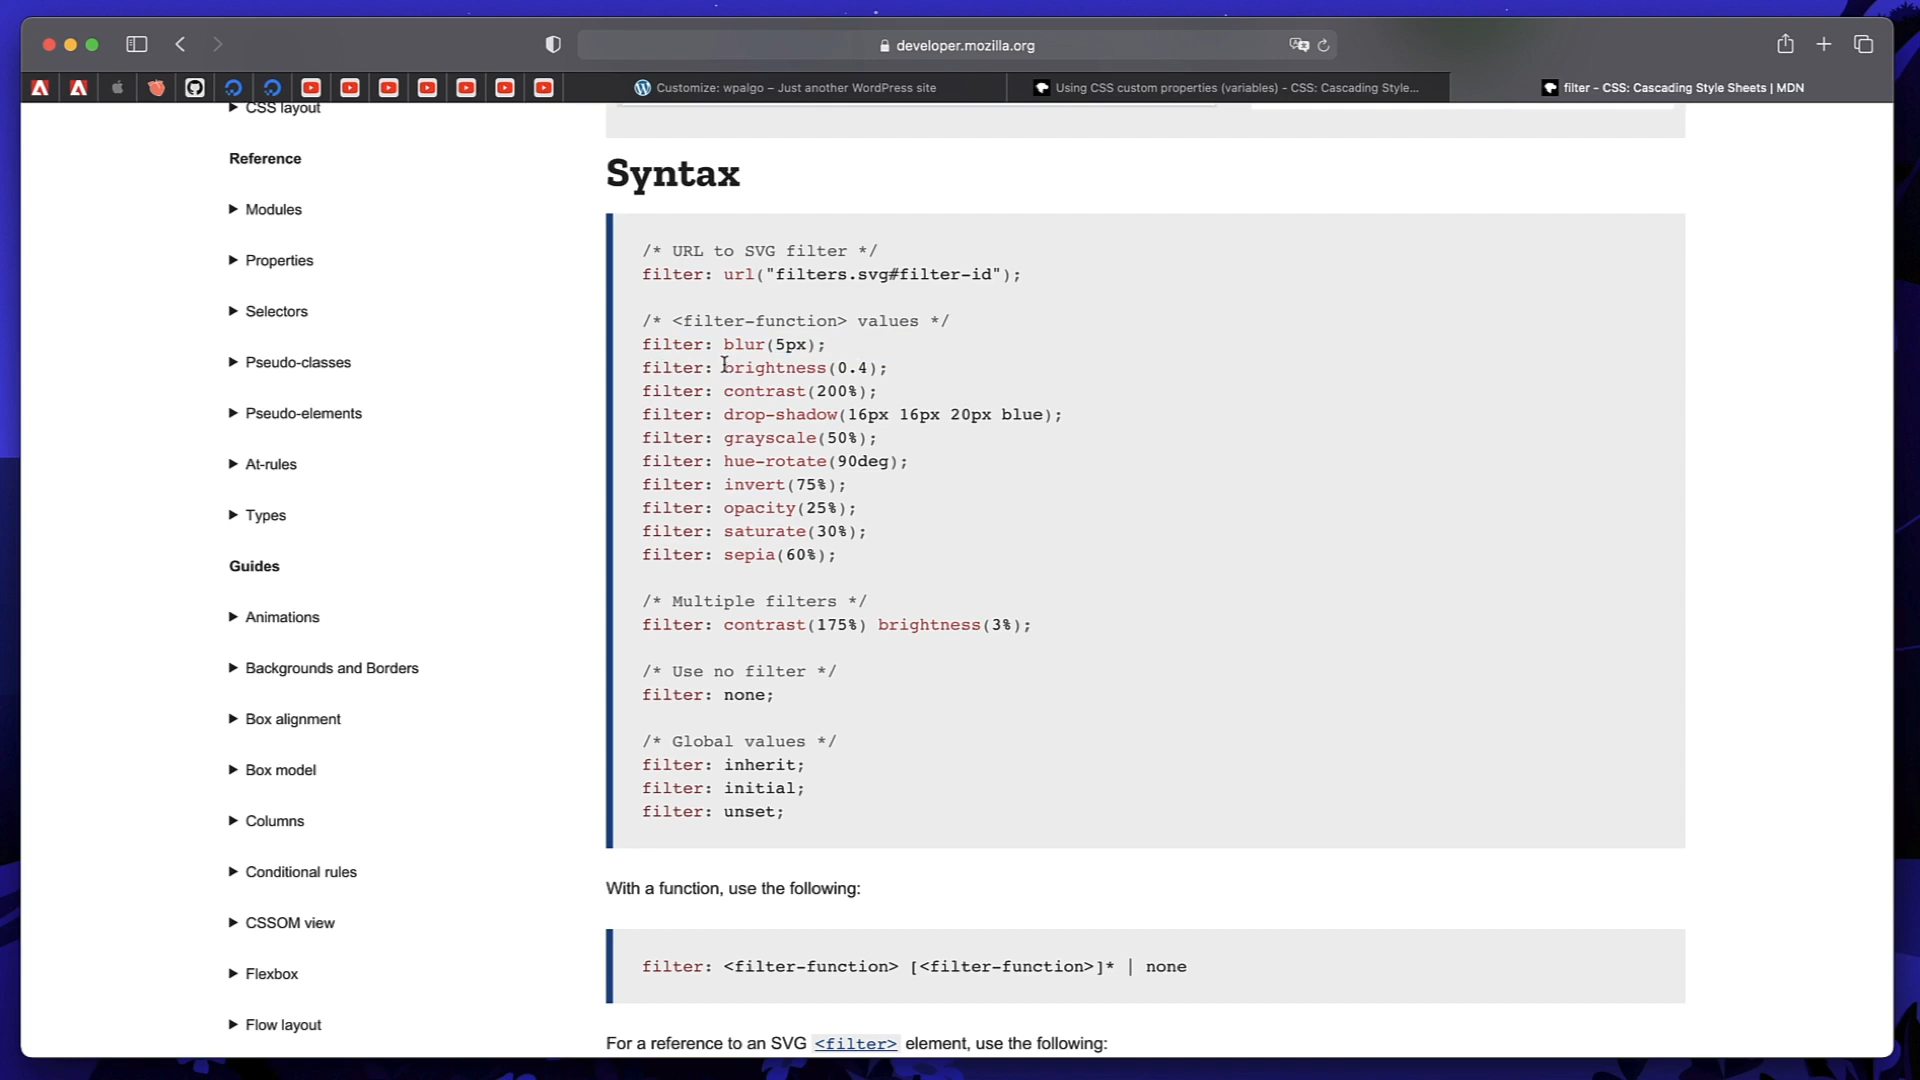 developer.mozilla.org
Customize: wpalgo – Just another WordPress site
Using CSS custom properties (variables) - CSS: Cascading Style...
filter - CSS: Cascading Style Sheets | MDN
CSS layout
Reference
Modules
Properties
Selectors
Pseudo-classes
Pseudo-elements
At-rules
Types
Guides
Animations
Backgrounds and Borders
Box alignment
Box model
Columns
Conditional rules
CSSOM view
Flexbox
Flow layout
Syntax
/* URL to SVG filter */
filter: url("filters.svg#filter-id");
/* <filter-function> values */
filter: blur(5px);
filter: brightness(0.4);
filter: contrast(200%);
filter: drop-shadow(16px 16px 20px blue);
filter: grayscale(50%);
filter: hue-rotate(90deg);
filter: invert(75%);
filter: opacity(25%);
filter: saturate(30%);
filter: sepia(60%);
/* Multiple filters */
filter: contrast(175%) brightness(3%);
/* Use no filter */
filter: none;
/* Global values */
filter: inherit;
filter: initial;
filter: unset;
With a function, use the following:
filter: <filter-function> [<filter-function>]* | none
For a reference to an SVG <filter> element, use the following: